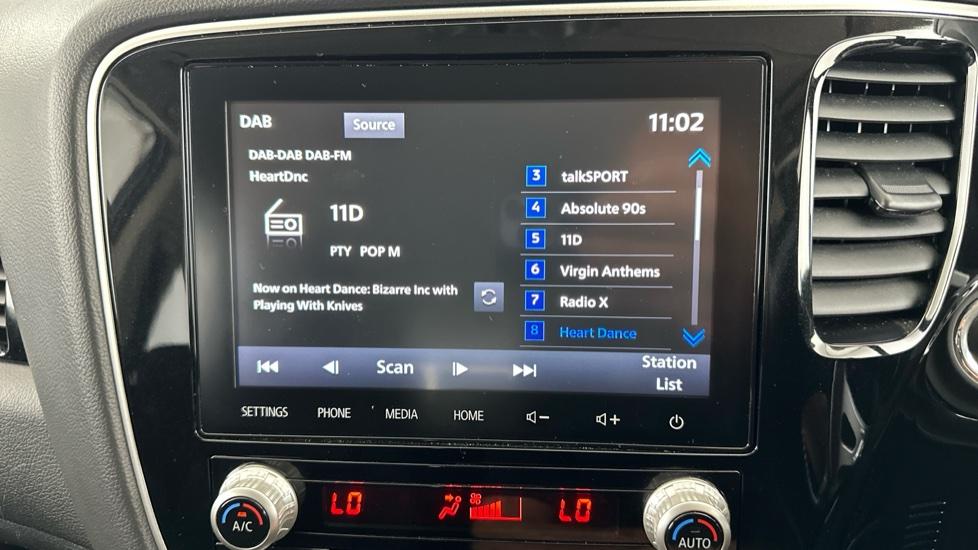 DAB Source 11:02
DAB-DAB DAB-FM
HeartDnc
11D
PTY POP M
Now on Heart Dance: Bizarre Inc with
Playing With Knives
3 talkSPORT
4 Absolute 90s
5 11D
6 Virgin Anthems
7 Radio X
8 Heart Dance
Scan
Station
List
SETTINGS PHONE MEDIA HOME
LO LO
A/C AUTO